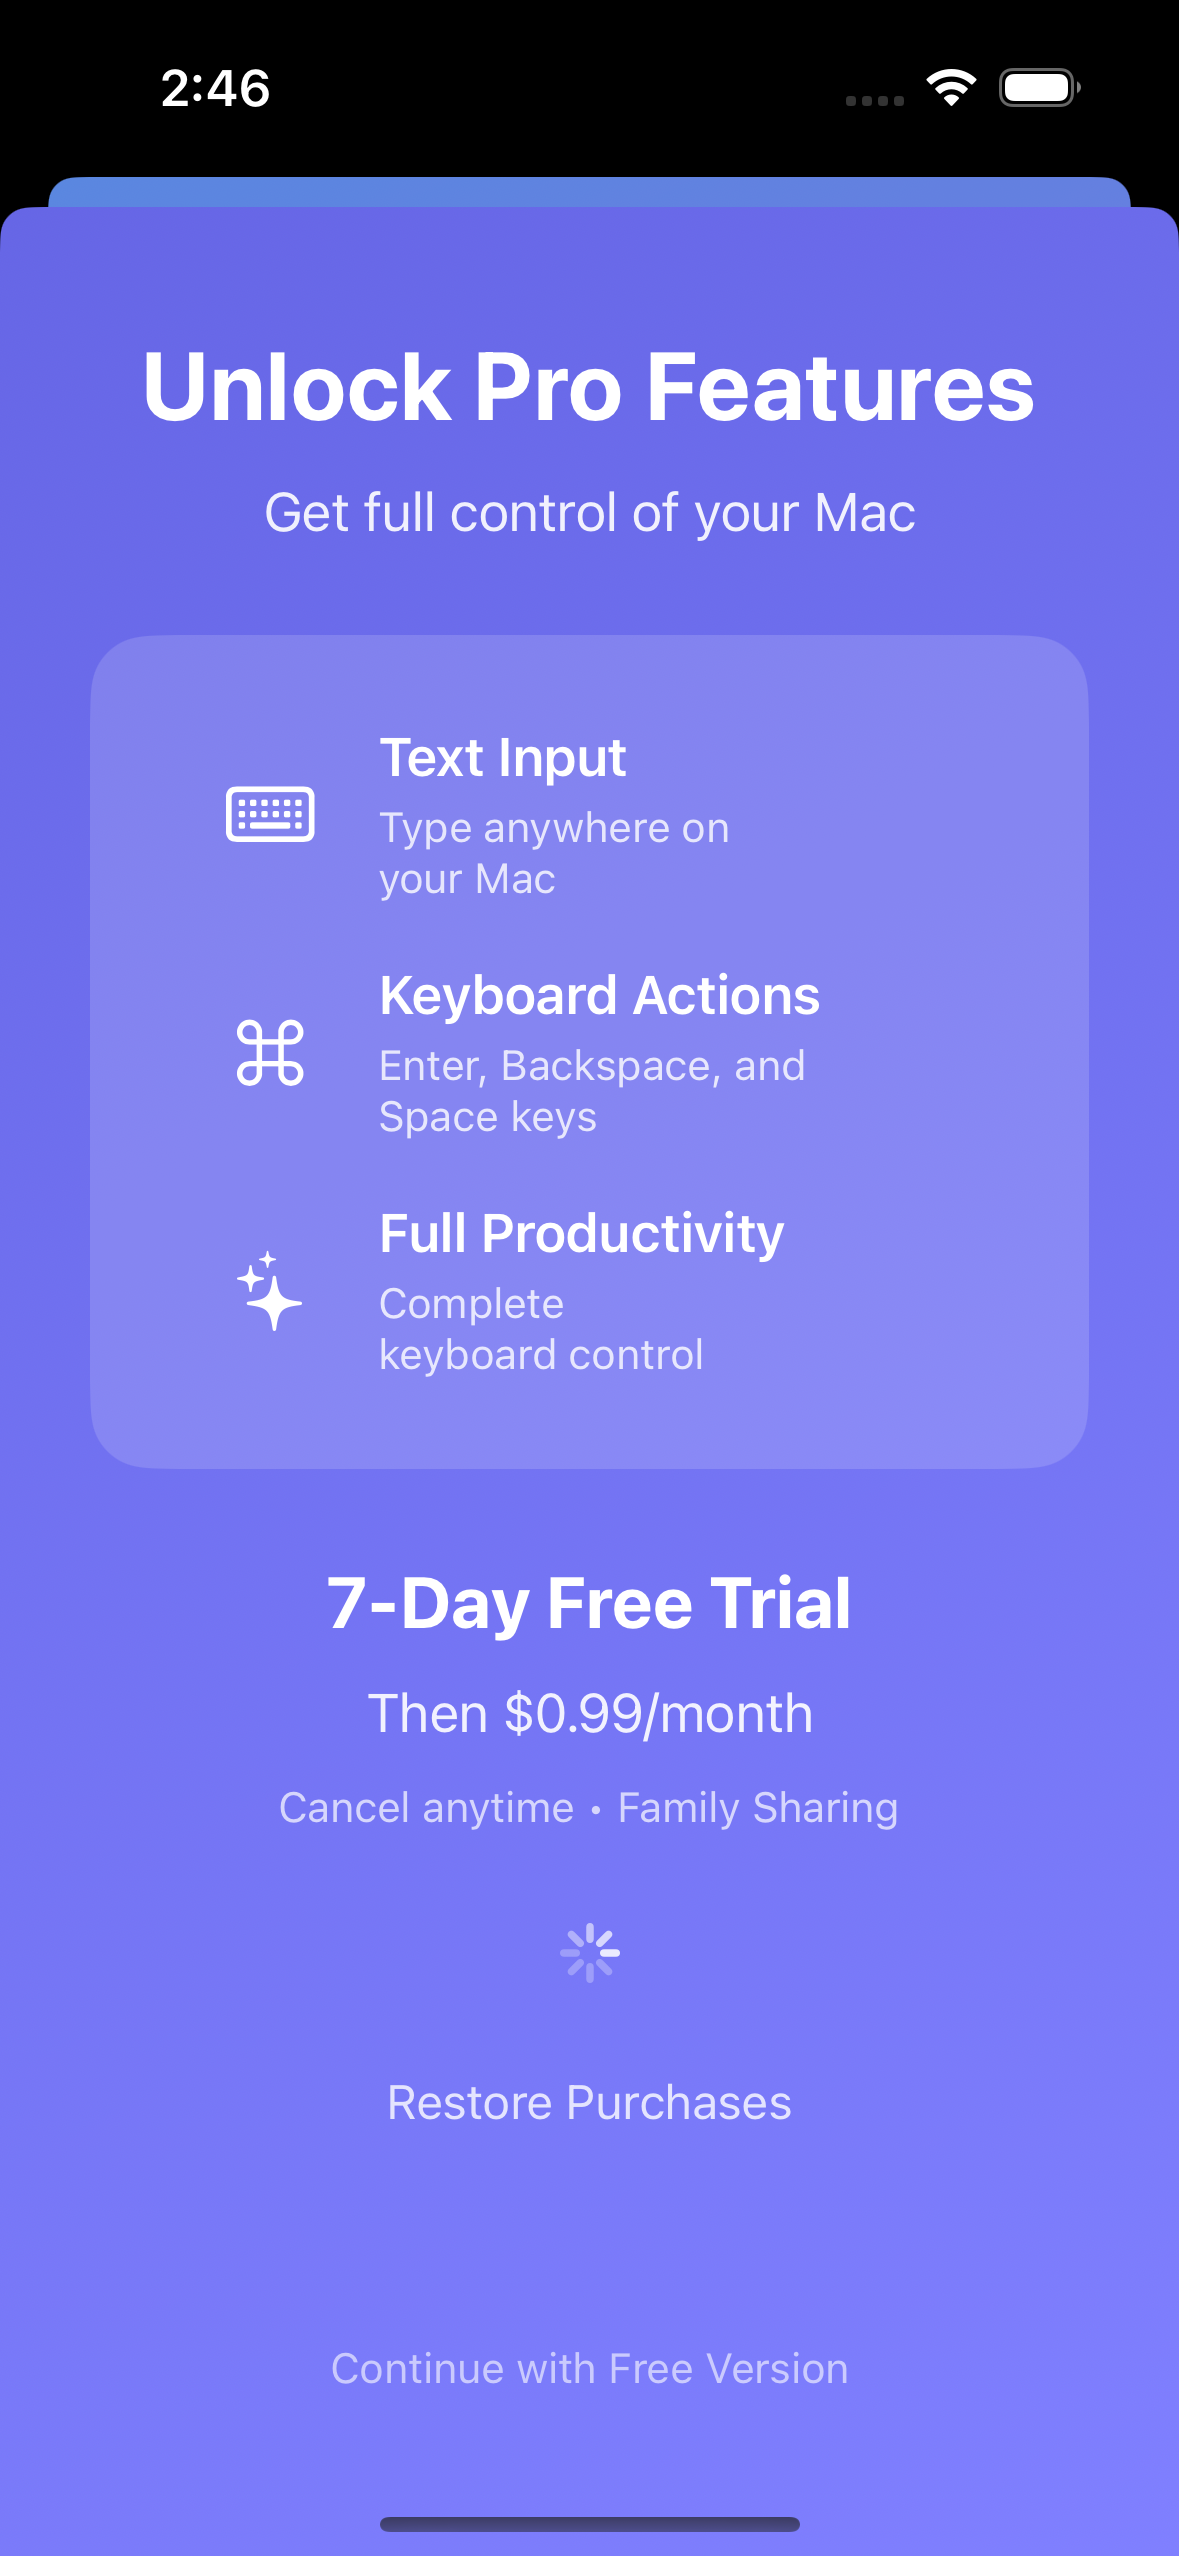 2:46
Unlock Pro Features
Get full control of your Mac
Text Input
Type anywhere on
your Mac
Keyboard Actions
Enter, Backspace, and
Space keys
Full Productivity
Complete
keyboard control
7-Day Free Trial
Then $0.99/month
Cancel anytime • Family Sharing
Restore Purchases
Continue with Free Version